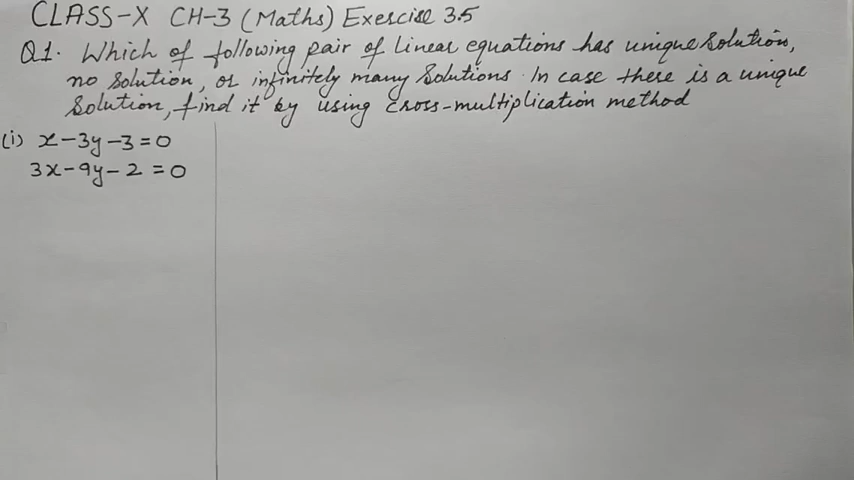 CLASS-X CH-3 (Maths) Exercise 3.5
Q1. Which of following pair of linear equations has unique solution,
no solution, or infinitely many solutions. In case there is a unique
solution, find it by using cross-multiplication method
(i) x-3y-3=0
3x-9y-2=0